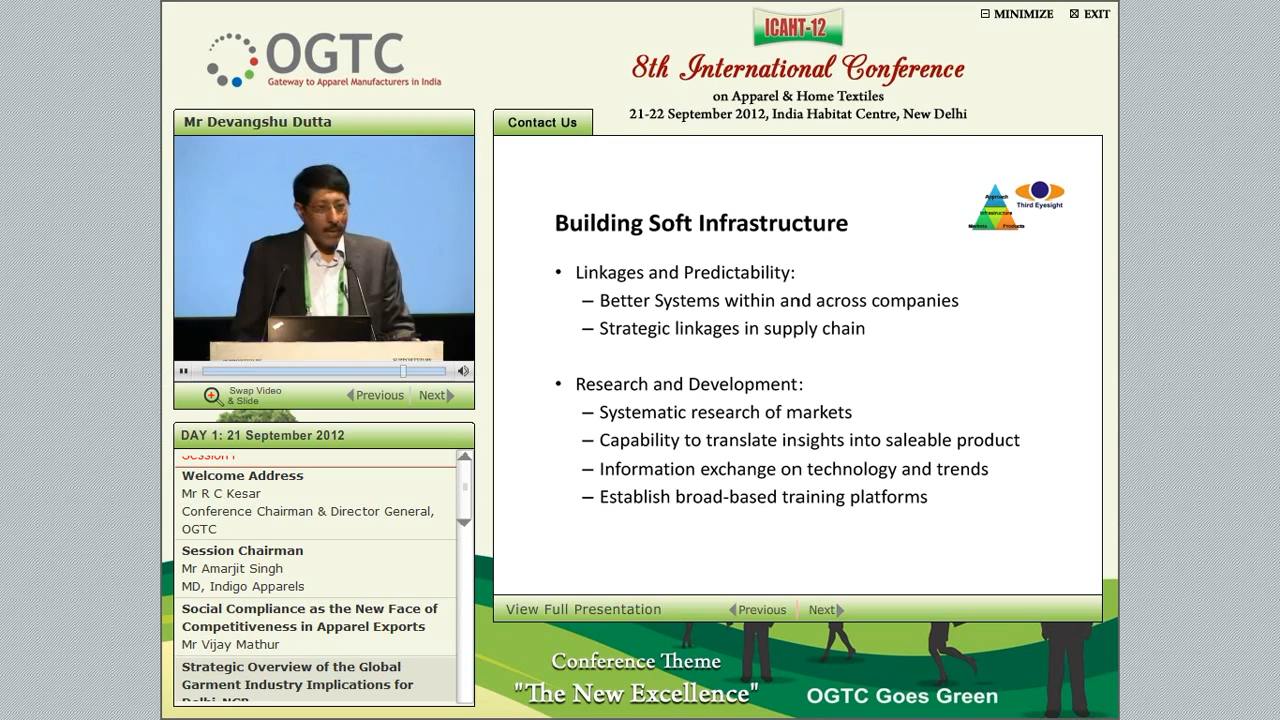 MINIMIZE
EXIT
OGTC
Gateway to Apparel Manufacturers in India
ICAHT-12
8th International Conference
on Apparel & Home Textiles
21-22 September 2012, India Habitat Centre, New Delhi
Mr Devangshu Dutta
Contact Us
Swap Video
& Slide
Previous
Next
DAY 1: 21 September 2012
Session I
Welcome Address
Mr R C Kesar
Conference Chairman & Director General,
OGTC
Session Chairman
Mr Amarjit Singh
MD, Indigo Apparels
Social Compliance as the New Face of
Competitiveness in Apparel Exports
Mr Vijay Mathur
Strategic Overview of the Global
Garment Industry Implications for
Delhi-NCR
Building Soft Infrastructure
Approach
Infrastructure
Markets
Products
Third Eyesight
• Linkages and Predictability:
– Better Systems within and across companies
– Strategic linkages in supply chain
• Research and Development:
– Systematic research of markets
– Capability to translate insights into saleable product
– Information exchange on technology and trends
– Establish broad-based training platforms
View Full Presentation
Previous
Next
Conference Theme
"The New Excellence"
OGTC Goes Green